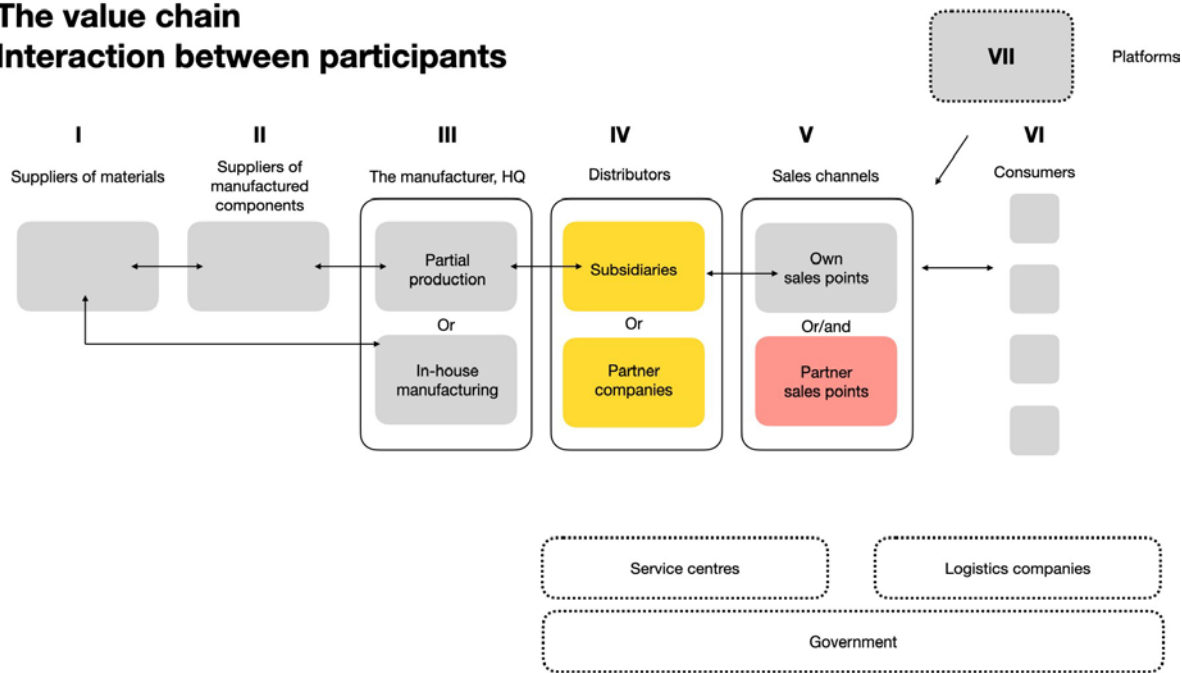 The value chain
Interaction between participants
VII
Platforms
I
II
III
IV
V
VI
Suppliers of materials
Suppliers of
manufactured
components
The manufacturer, HQ
Distributors
Sales channels
Consumers
Partial
production
Subsidiaries
Own
sales points
Or
Or
Or/and
In-house
manufacturing
Partner
companies
Partner
sales points
Service centres
Logistics companies
Government